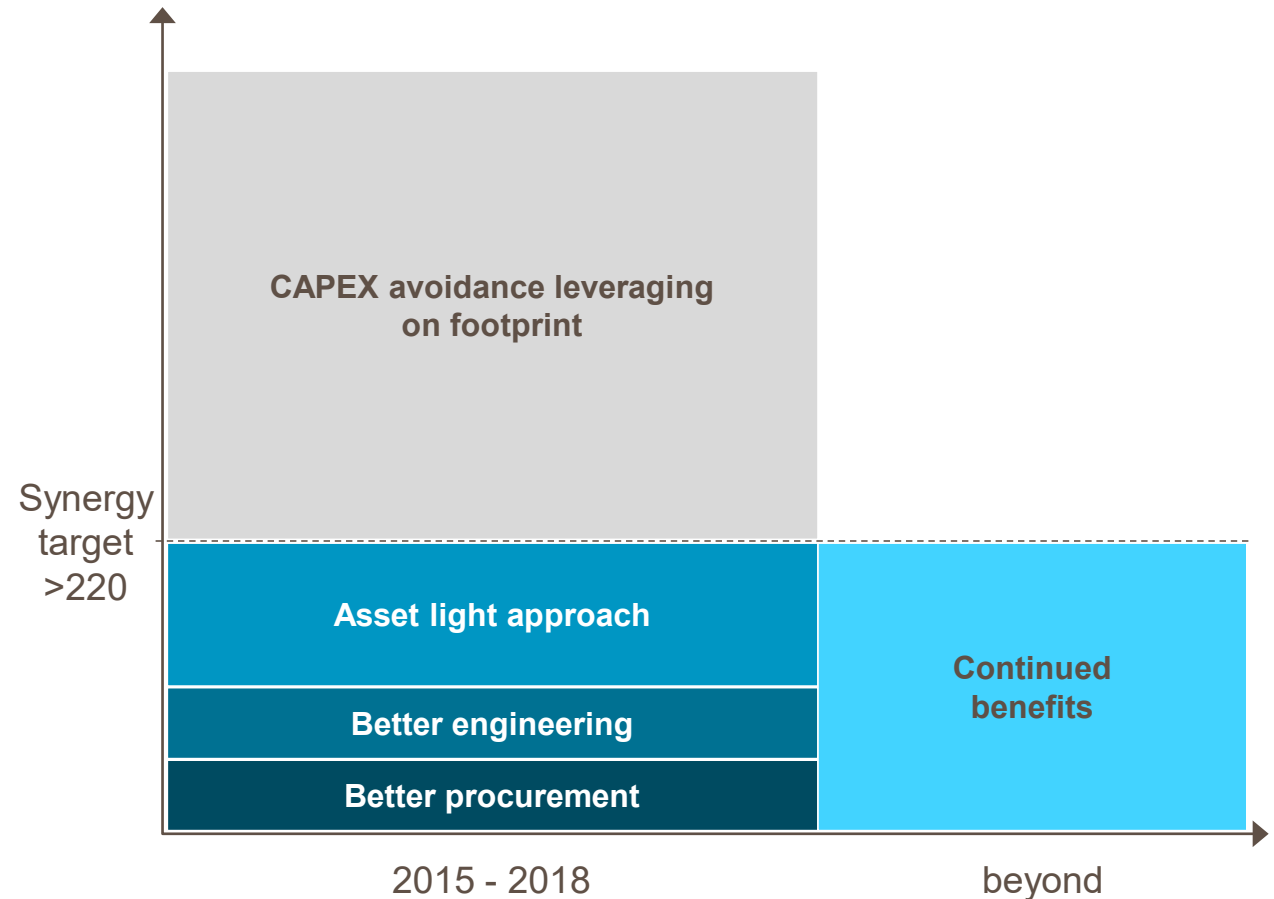 CAPEX avoidance leveraging
on footprint
Synergy
target
>220
Asset light approach
Better engineering
Better procurement
Continued
benefits
2015 - 2018
beyond